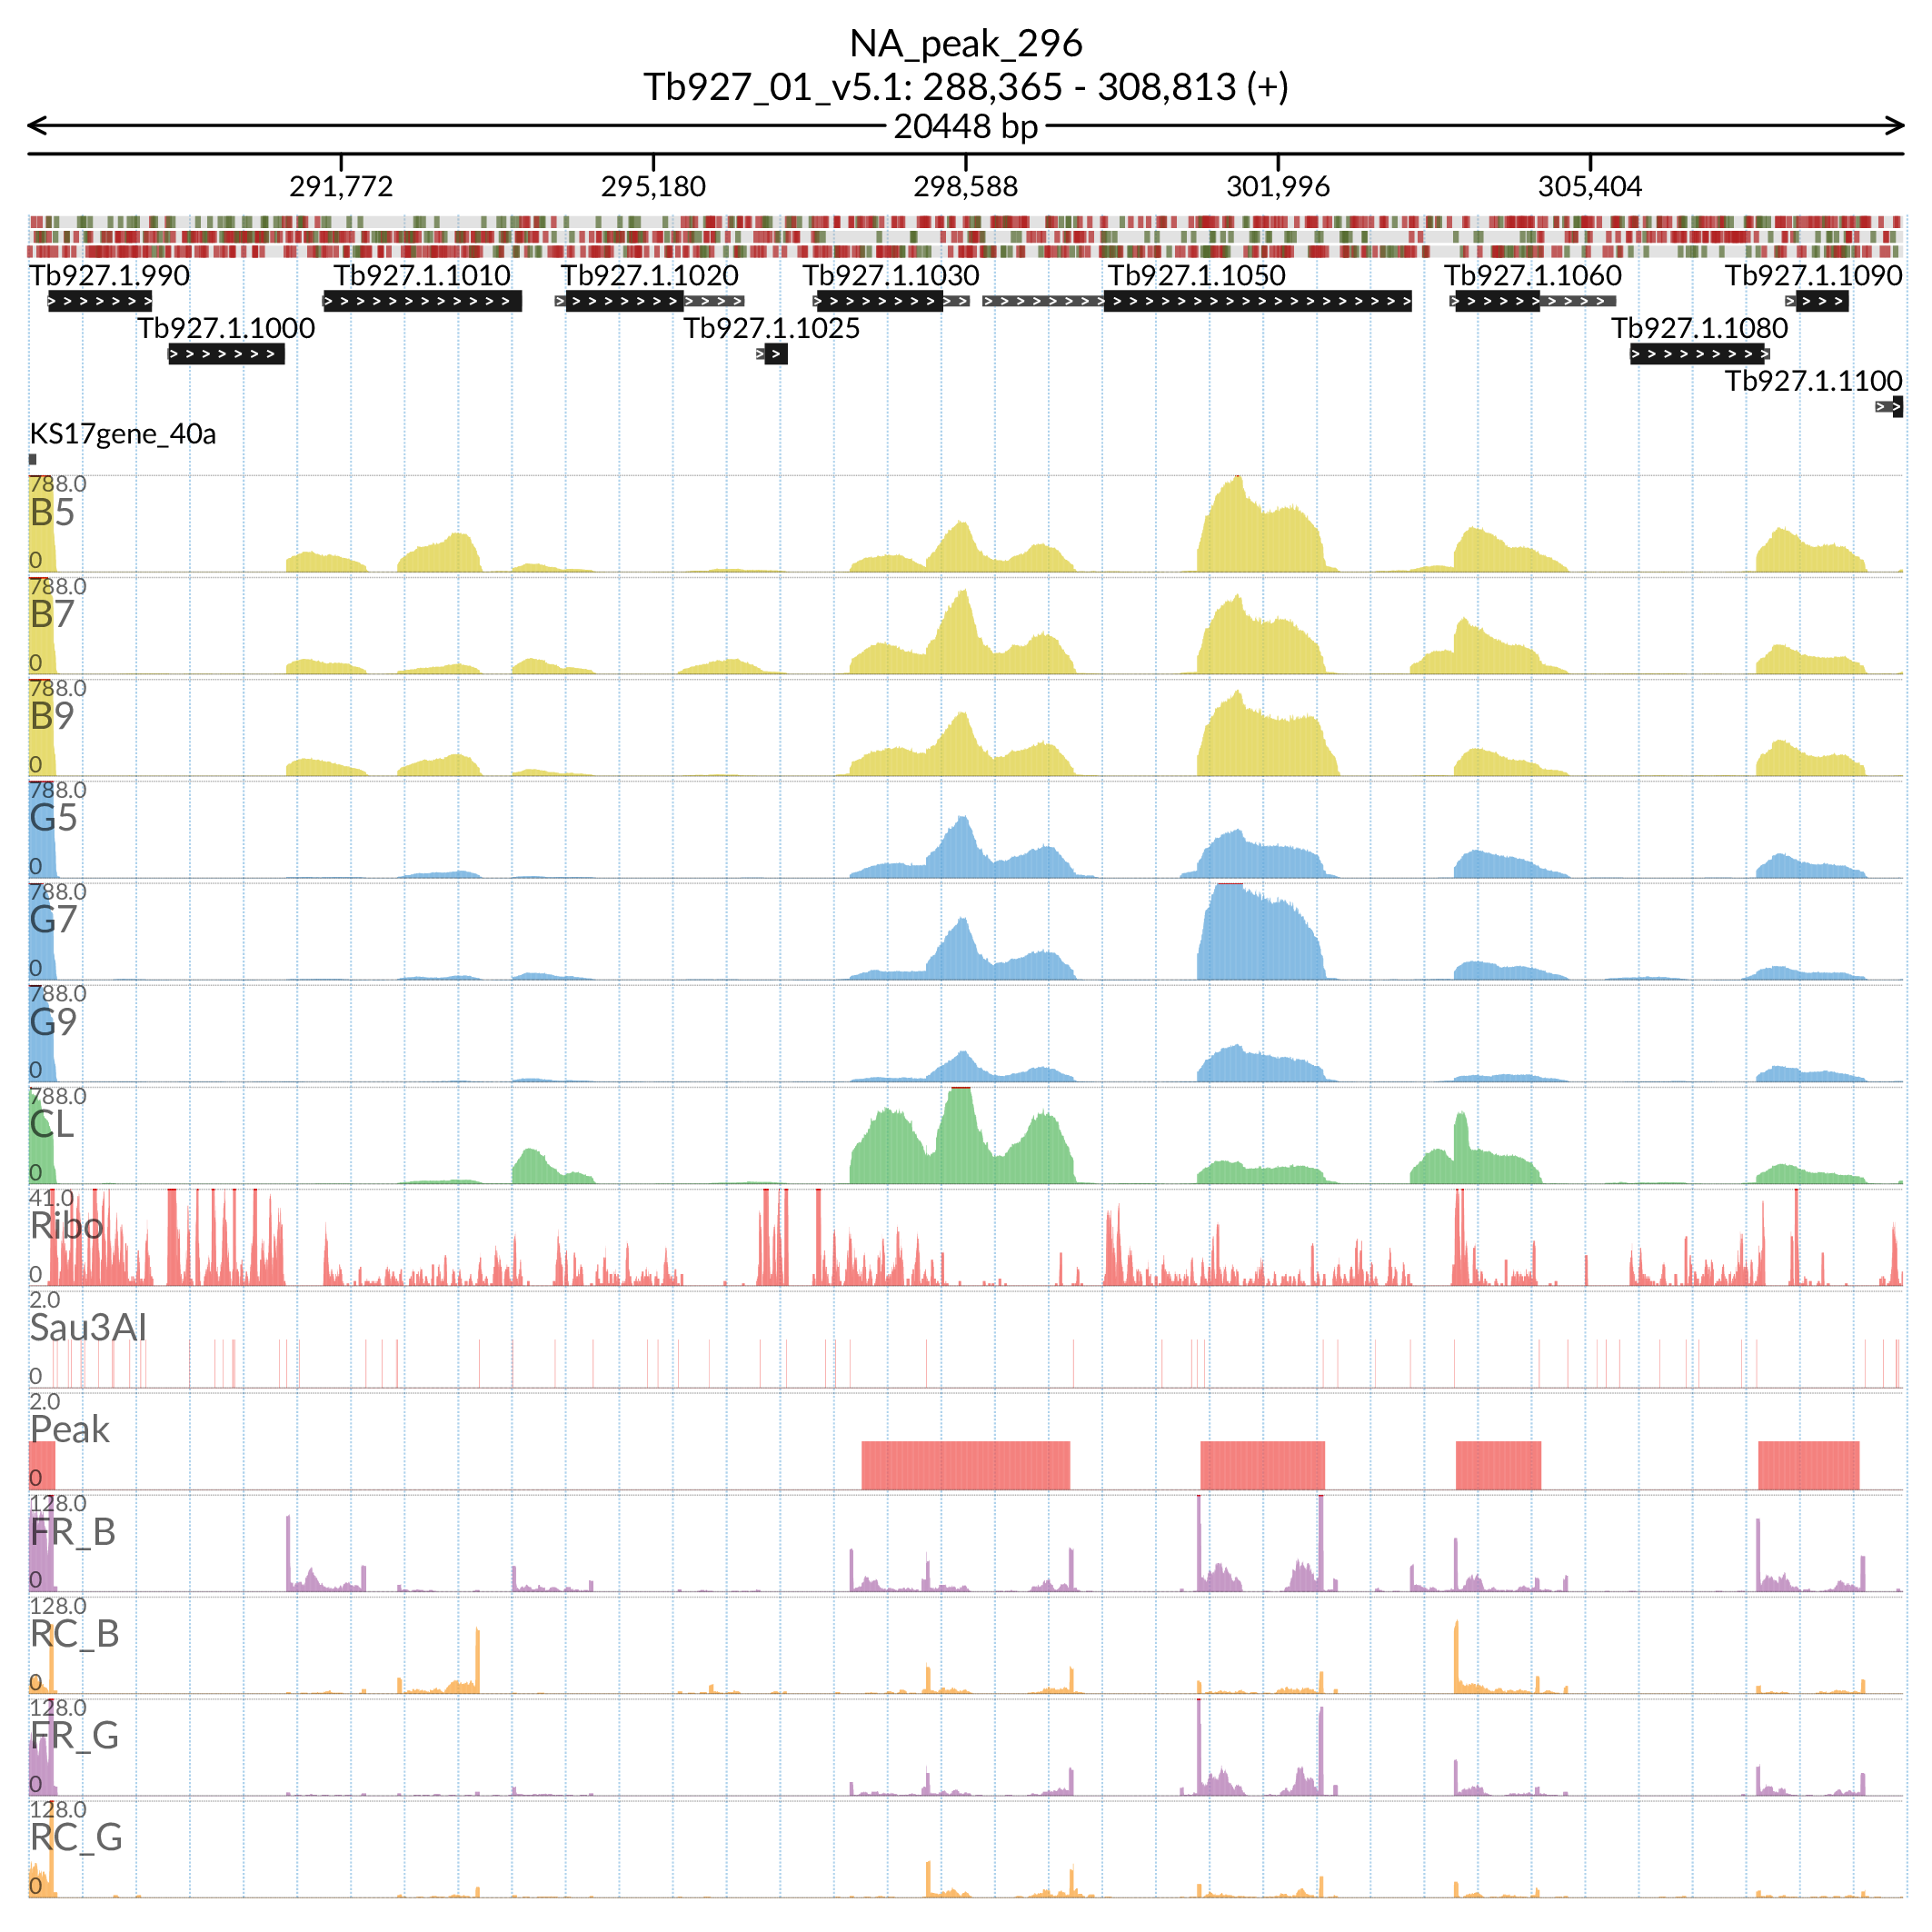 NA_peak_296
Tb927_01_v5.1: 288,365 - 308,813 (+)
20448 bp
291,772 295,180 298,588 301,996 305,404
Tb927.1.990 Tb927.1.1010 Tb927.1.1020 Tb927.1.1030 Tb927.1.1050 Tb927.1.1060 Tb927.1.1090
Tb927.1.1000 Tb927.1.1025 Tb927.1.1080
Tb927.1.1100
KS17gene_40a
788.0
B5
0
788.0
B7
0
788.0
B9
0
788.0
G5
0
788.0
G7
0
788.0
G9
0
788.0
CL
0
41.0
Ribo
0
2.0
Sau3AI
0
2.0
Peak
0
128.0
FR_B
0
128.0
RC_B
0
128.0
FR_G
0
128.0
RC_G
0